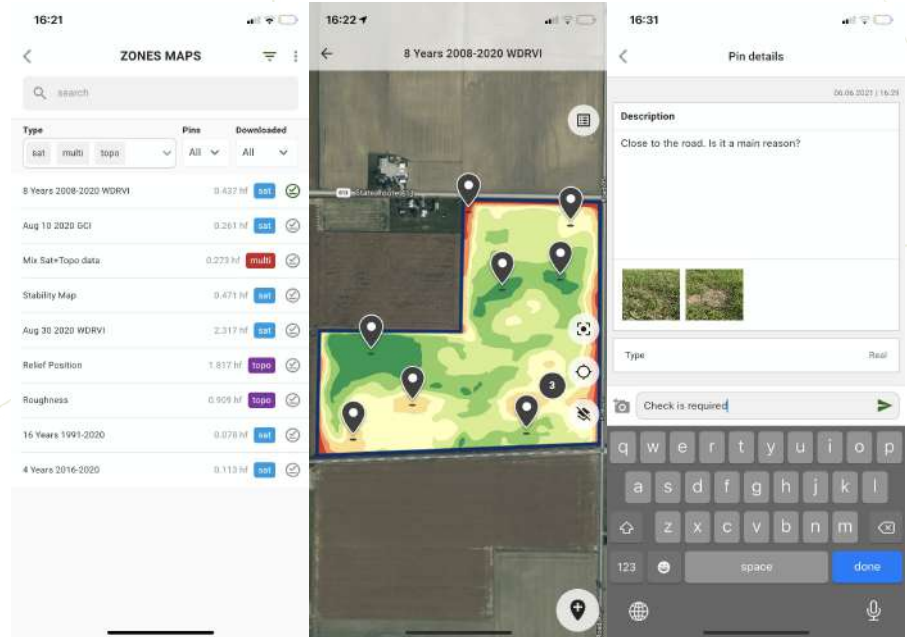 16:21
ZONES MAPS
search
Type
Pins
Downloaded
sat multi topo
All
All
8 Years 2008-2020 WDRVI
0.437 hf
sat
Aug 10 2020 GCI
0.261 hf
sat
Mix Sat+Topo data
0.273 hf
multi
Stability Map
0.471 hf
sat
Aug 30 2020 WDRVI
2.317 hf
sat
Relief Position
1.817 hf
topo
Roughness
0.909 hf
topo
16 Years 1991-2020
0.078 hf
sat
4 Years 2016-2020
0.113 hf
sat
16:22
8 Years 2008-2020 WDRVI
3
16:31
Pin details
06.06.2021 | 16:29
Description
Close to the road. Is it a main reason?
Type
Real
Check is required
q w e r t y u i o p
a s d f g h j k l
z x c v b n m
123
space
done